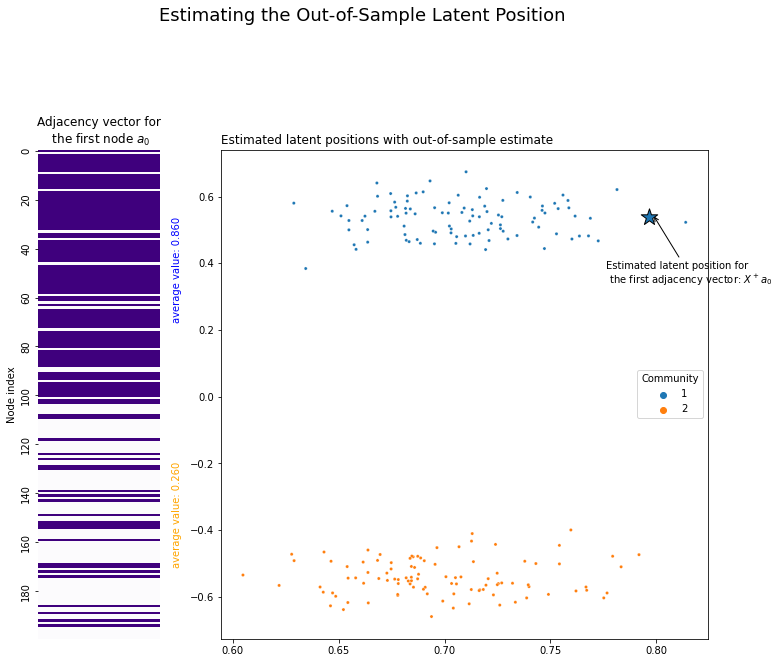 Estimating the Out-of-Sample Latent Position
Adjacency vector for
the first node a₀
Estimated latent positions with out-of-sample estimate
0
20
40
60
80
100
120
140
160
180
Node index
average value: 0.860
average value: 0.260
0.6
0.4
0.2
0.0
−0.2
−0.4
−0.6
0.60
0.65
0.70
0.75
0.80
Estimated latent position for
the first adjacency vector: X⁺a₀
Community
1
2